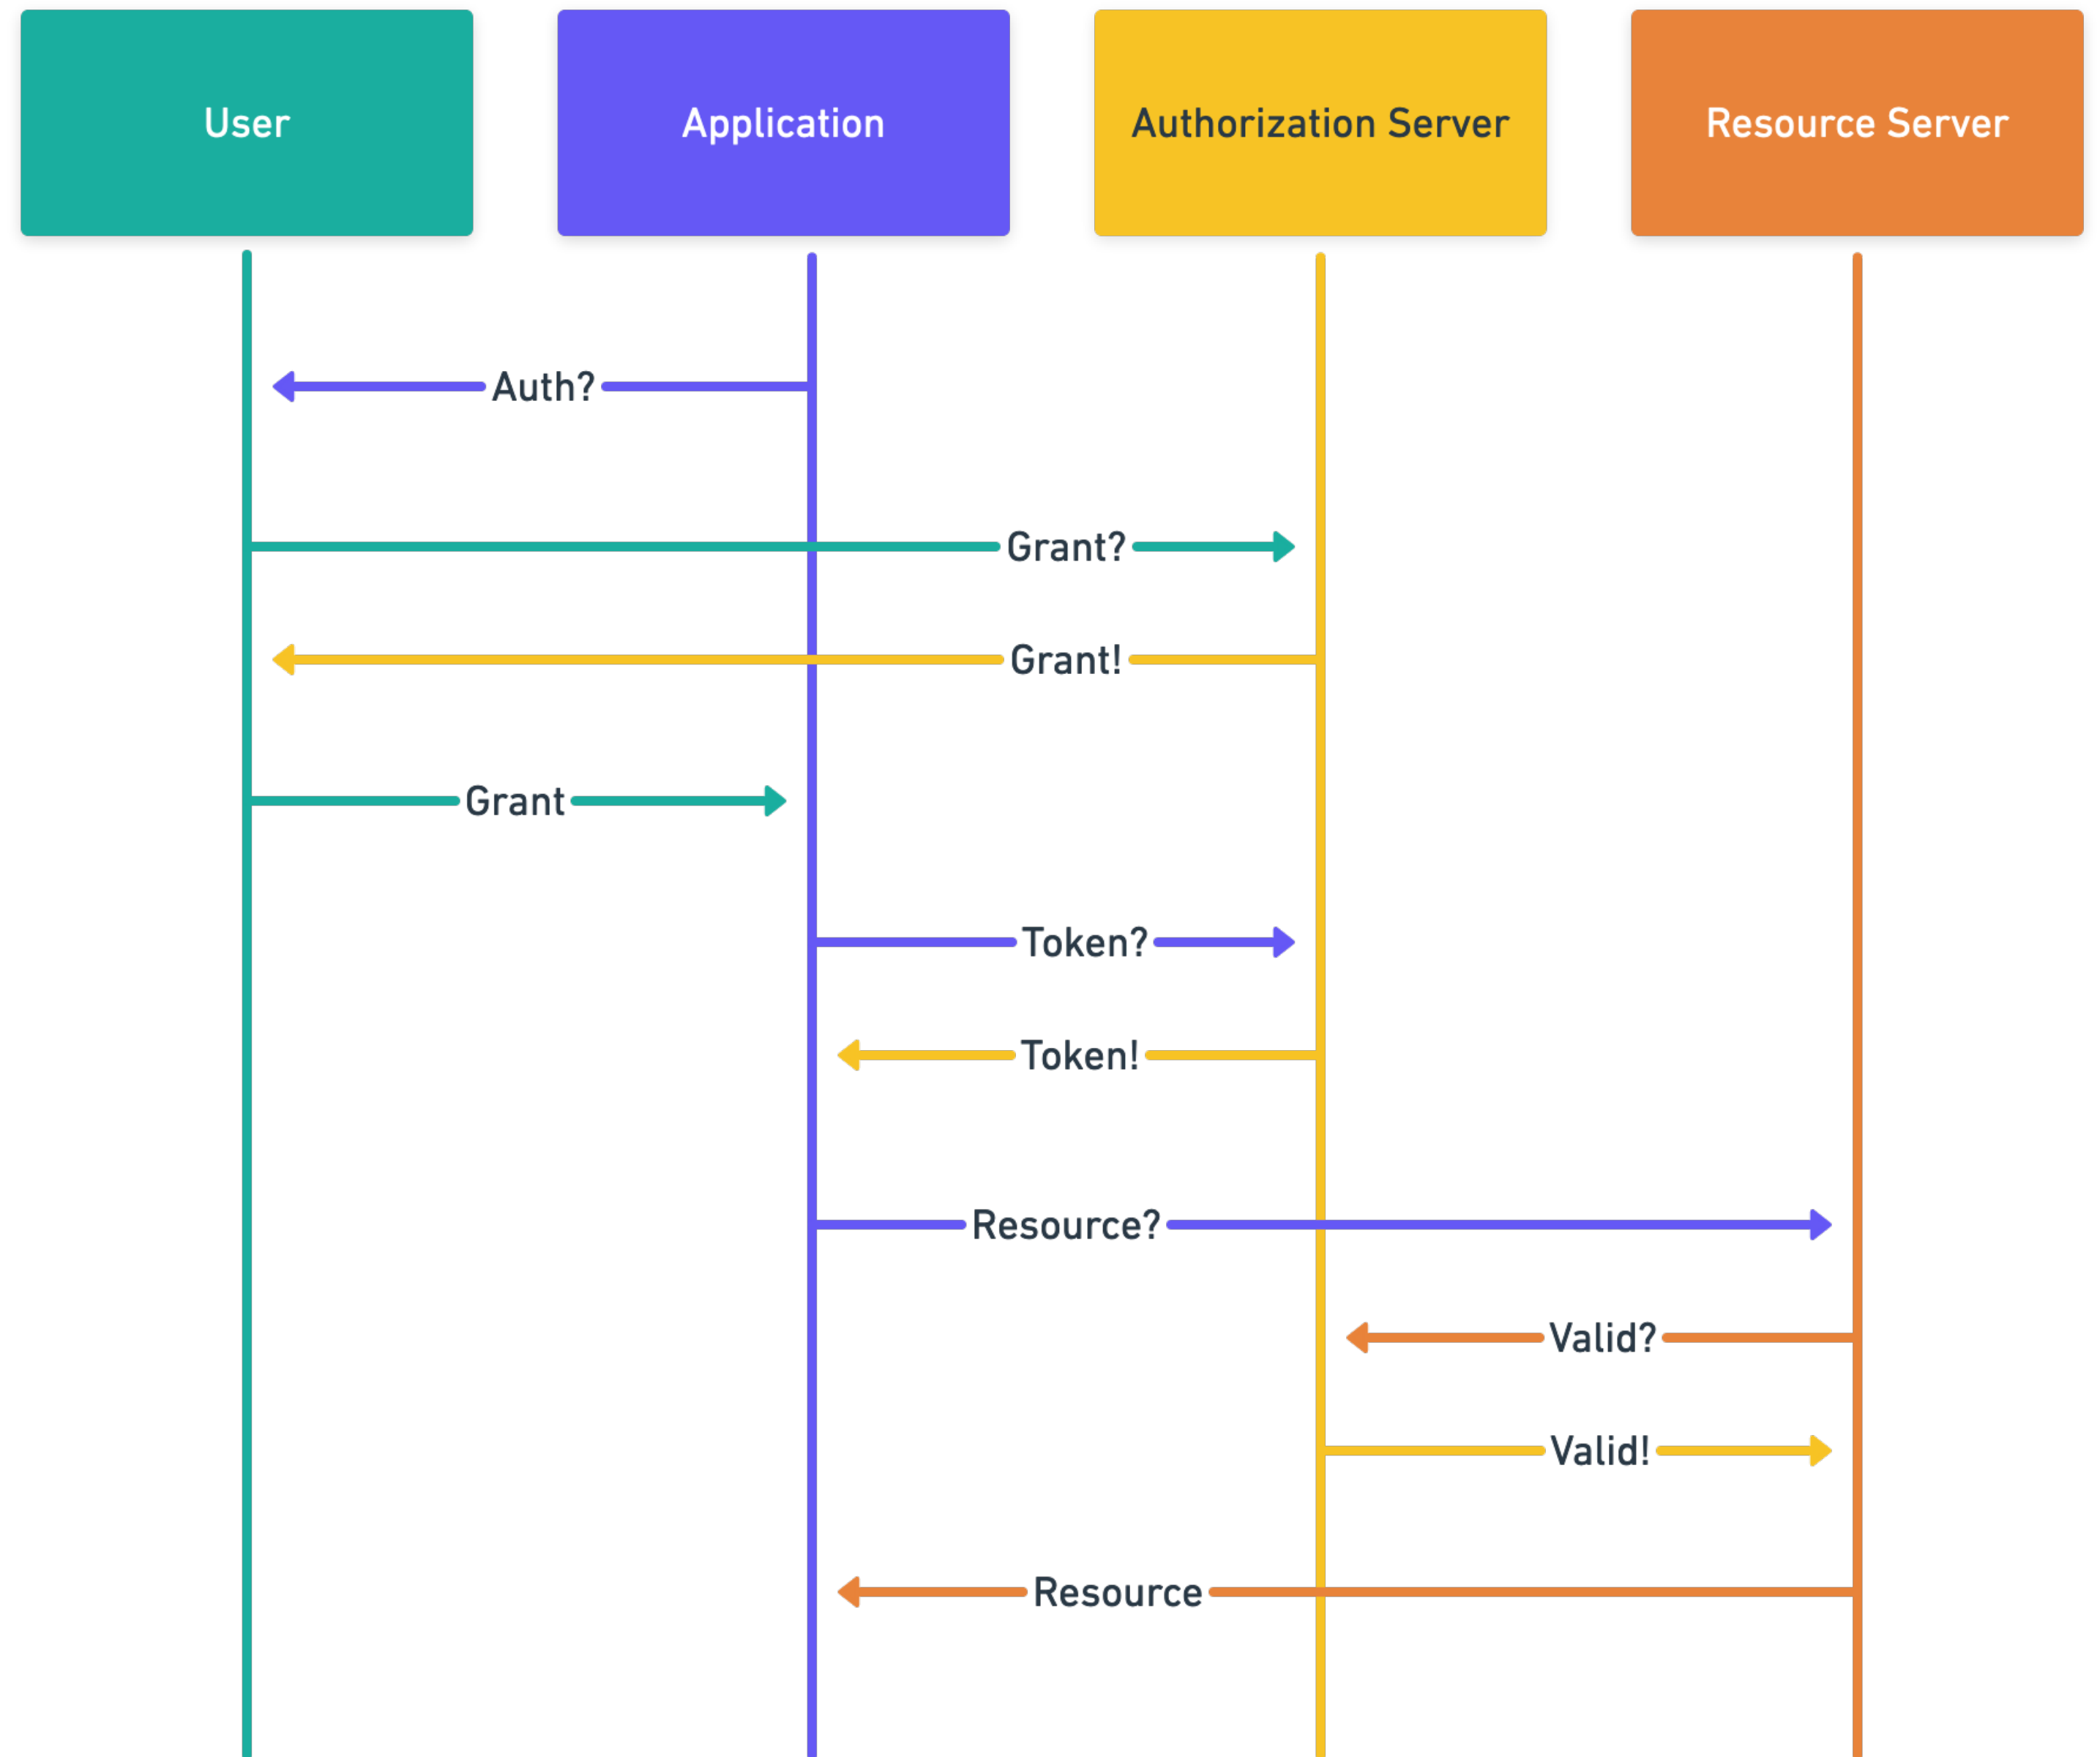 User
Application
Authorization Server
Resource Server
Auth?
Grant?
Grant!
Grant
Token?
Token!
Resource?
Valid?
Valid!
Resource